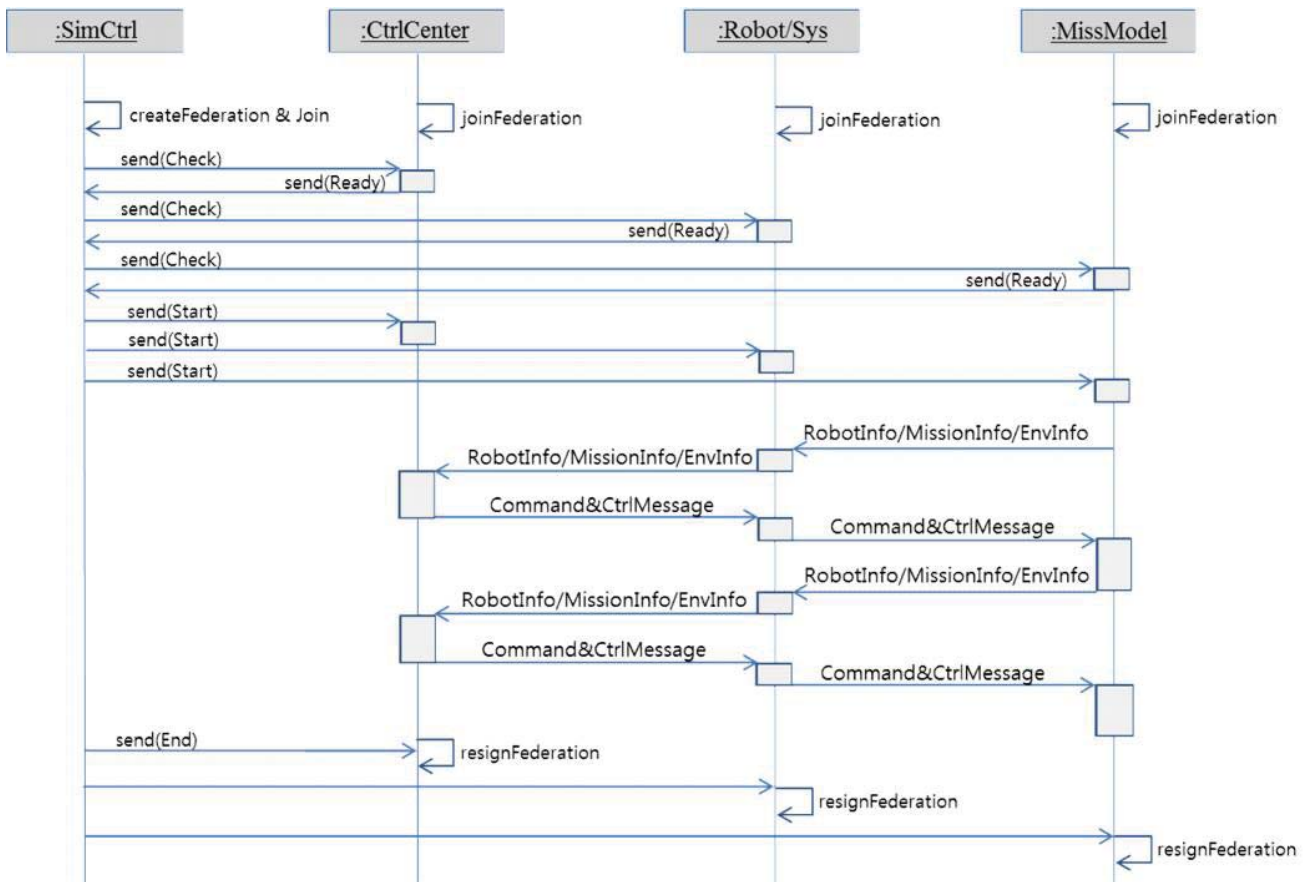 :SimCtrl
:CtrlCenter
:Robot/Sys
:MissModel
createFederation & Join
joinFederation
joinFederation
joinFederation
send(Check)
send(Ready)
send(Check)
send(Ready)
send(Check)
send(Ready)
send(Start)
send(Start)
send(Start)
RobotInfo/MissionInfo/EnvInfo
RobotInfo/MissionInfo/EnvInfo
Command&CtrlMessage
Command&CtrlMessage
RobotInfo/MissionInfo/EnvInfo
RobotInfo/MissionInfo/EnvInfo
Command&CtrlMessage
Command&CtrlMessage
send(End)
resignFederation
resignFederation
resignFederation